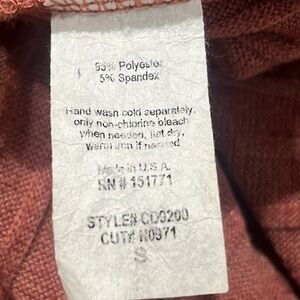 95% Polyester
5% Spandex
Hand wash cold separately,
only non-chlorine bleach
when needed, flat dry,
warm iron if needed
Made in U.S.A.
RN # 151771
STYLE# CD9200
CUT# N0971
S